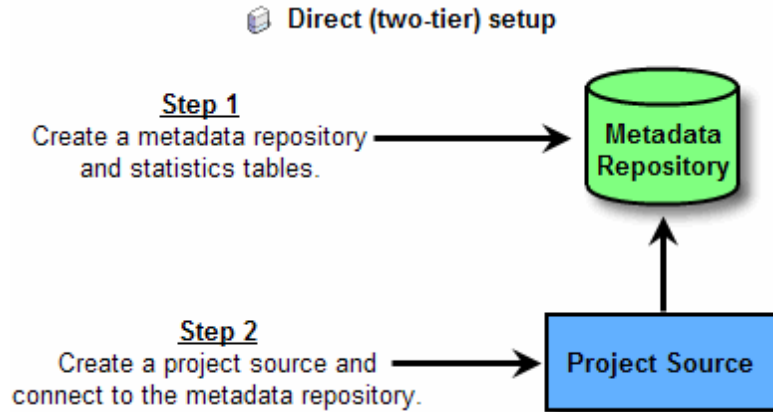 Direct (two-tier) setup
Step 1
Create a metadata repository
and statistics tables.
Metadata
Repository
Step 2
Create a project source and
connect to the metadata repository.
Project Source